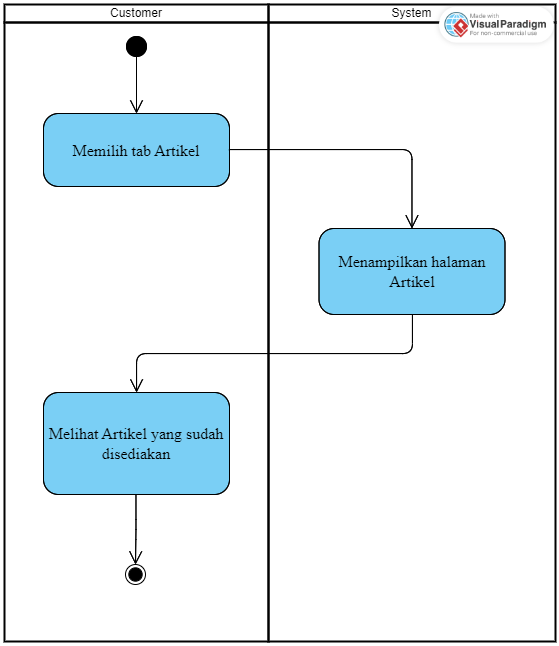 Customer
System
Made with
Visual Paradigm
For non-commercial use
Memilih tab Artikel
Menampilkan halaman
Artikel
Melihat Artikel yang sudah
disediakan